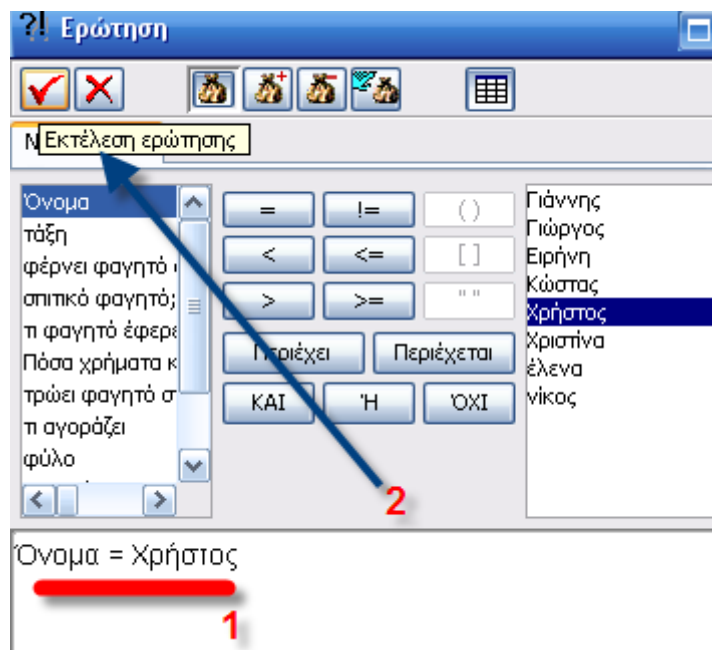 ?! Ερώτηση
Εκτέλεση ερώτησης
Όνομα
τάξη
φέρνει φαγητό
σπιτικό φαγητό;
τι φαγητό έφερε
Πόσα χρήματα κ
τρώει φαγητό σ
τι αγοράζει
φύλο
= != ( )
< <= [ ]
> >= " "
Περιέχει Περιέχεται
ΚΑΙ Ή ΌΧΙ
Γιάννης
Γιώργος
Ειρήνη
Κώστας
Χρήστος
Χριστίνα
έλενα
νίκος
2
Όνομα = Χρήστος
1